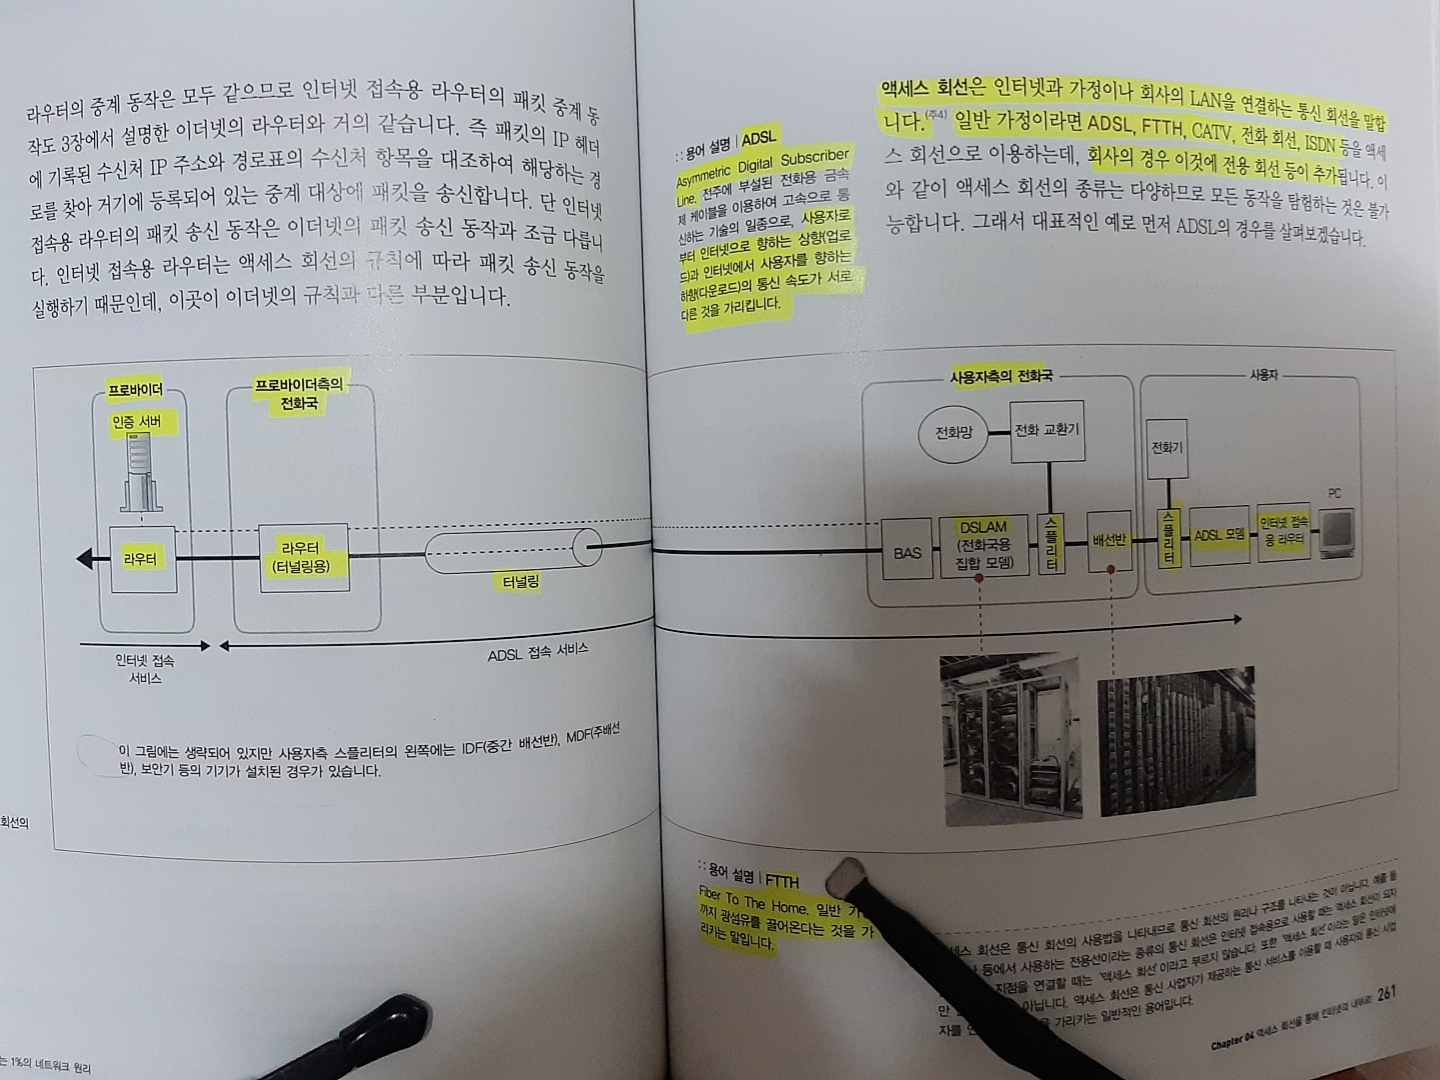 라우터의 중계 동작은 모두 같으므로 인터넷 접속용 라우터의 패킷 중계 동
작도 3장에서 설명한 이더넷의 라우터와 거의 같습니다. 즉 패킷의 IP 헤더
에 기록된 수신처 IP 주소와 경로표의 수신처 항목을 대조하여 해당하는 경
로를 찾아 거기에 등록되어 있는 중계 대상에 패킷을 송신합니다. 단 인터넷
접속용 라우터의 패킷 송신 동작은 이더넷의 패킷 송신 동작과 조금 다릅니
다. 인터넷 접속용 라우터는 액세스 회선의 규칙에 따라 패킷 송신 동작을
실행하기 때문인데, 이곳이 이더넷의 규칙과 다른 부분입니다.
프로바이더
인증 서버
라우터
프로바이더측의
전화국
라우터
(터널링용)
터널링
인터넷 접속
서비스
ADSL 접속 서비스
이 그림에는 생략되어 있지만 사용자측 스플리터의 왼쪽에는 IDF(중간 배선반), MDF(주배선
반), 보안기 등의 기기가 설치된 경우가 있습니다.
회선의
는 1%의 네트워크 원리
:: 용어 설명 | ADSL
Asymmetric Digital Subscriber
Line. 전주에 부설된 전화용 금속
제 케이블을 이용하여 고속으로 통
신하는 기술의 일종으로, 사용자로
부터 인터넷으로 향하는 상향(업로
드)과 인터넷에서 사용자를 향하는
하향(다운로드)의 통신 속도가 서로
다른 것을 가리킵니다.
액세스 회선은 인터넷과 가정이나 회사의 LAN을 연결하는 통신 회선을 말합
니다.(주4) 일반 가정이라면 ADSL, FTTH, CATV, 전화 회선, ISDN 등을 액세
스 회선으로 이용하는데, 회사의 경우 이것에 전용 회선 등이 추가됩니다. 이
와 같이 액세스 회선의 종류는 다양하므로 모든 동작을 탐험하는 것은 불가
능합니다. 그래서 대표적인 예로 먼저 ADSL의 경우를 살펴보겠습니다.
사용자측의 전화국
전화망
전화 교환기
BAS
DSLAM
(전화국용
집합 모뎀)
스플리터
배선반
사용자
전화기
스플리터
ADSL 모뎀
인터넷 접속
용 라우터
PC
:: 용어 설명 | FTTH
Fiber To The Home. 일반
까지 광섬유를 끌어온다는 것을 가
리키는 말입니다.
회선은 통신 회선의 사용법을 나타내므로 통신 회선의 원리나 구조를 나타내는 것이 아닙니다. 예를 들
등에서 사용하는 전용선이라는 종류의 통신 회선은 인터넷 접속용으로 사용할 때는 액세스 회선이 되지
지점을 연결할 때는 '액세스 회선'이라고 부르지 않습니다. 또한 '액세스 회선'이라는 말은 인터넷에
만 아닙니다. 액세스 회선은 통신 사업자가 제공하는 통신 서비스를 이용할 때 사용자와 통신 사업
자를 가리키는 일반적인 용어입니다.
Chapter 04 액세스 회선을 통해 인터넷의 내부로! 261